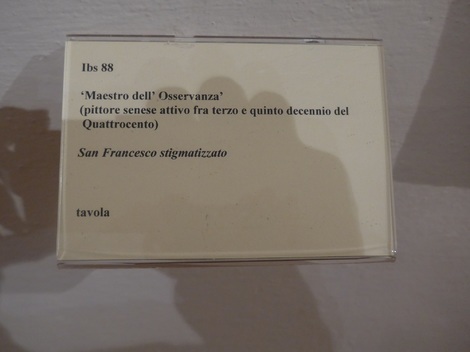 Ibs 88
‘Maestro dell’ Osservanza’
(pittore senese attivo fra terzo e quinto decennio del
Quattrocento)
San Francesco stigmatizzato
tavola